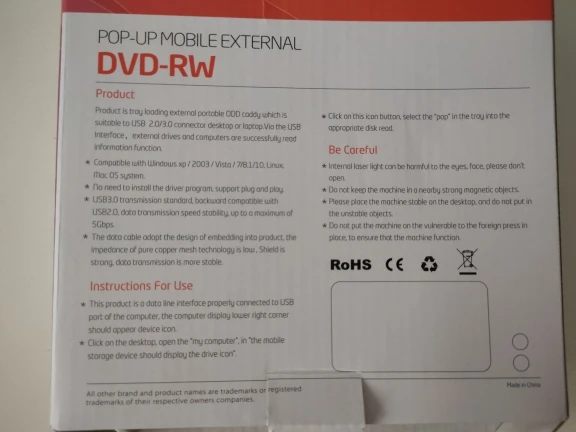 POP-UP MOBILE EXTERNAL
DVD-RW
Product
Product is tray loading external portable ODD caddy which is
suitable to USB 2.0/3.0 connector desktop or laptop.Via the USB
Interface, external drives and computers are successfully read
information function.
★ Compatible with Windows xp / 2003 / Vista / 7/8.1/10, Linux,
Mac OS system.
★ No need to install the driver program, support plug and play.
★ USB3.0 transmission standard, backward compatible with
USB2.0, data transmission speed stability, up to a maximum of
5Gbps.
★ The data cable adopt the design of embedding into product, the
impedance of pure copper mesh technology is low , Shield is
strong, data transmission is more stable.
Instructions For Use
★ This product is a data line interface properly connected to USB
port of the computer, the computer display lower right corner
should appear device icon.
★ Click on the desktop, open the "my computer", in "the mobile
storage device should display the drive icon".
★ Click on this icon button, select the "pop" in the tray into the
appropriate disk read.
Be Careful
★ Internal laser light can be harmful to the eyes, face, please don't
open.
★ Do not keep the machine in a nearby strong magnetic objects.
★ Please place the machine stable on the desktop, and do not put in
the unstable objects.
★ Do not put the machine on the vulnerable to the foreign press in
place, to ensure that the machine function.
RoHS CE
All other brand and product names are trademarks or registered
trademarks of their respective owners companies.
Made in China